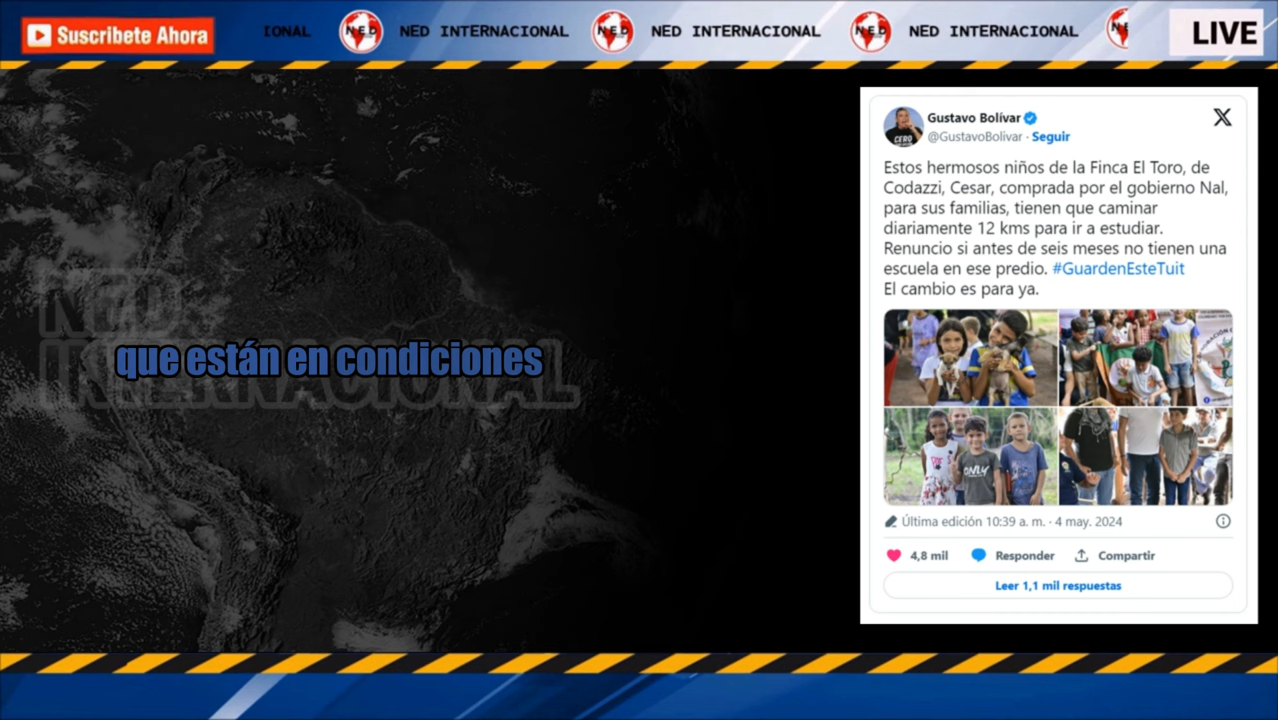 Suscribete Ahora
IONAL NED NED INTERNACIONAL NED NED INTERNACIONAL NED NED INTERNACIONAL
LIVE
NED
INTERNACIONAL
que están en condiciones
Gustavo Bolívar
@GustavoBolivar · Seguir
X
Estos hermosos niños de la Finca El Toro, de
Codazzi, Cesar, comprada por el gobierno Nal,
para sus familias, tienen que caminar
diariamente 12 kms para ir a estudiar.
Renuncio si antes de seis meses no tienen una
escuela en ese predio. #GuardenEsteTuit
El cambio es para ya.
ONLY
Última edición 10:39 a. m. · 4 may. 2024
4,8 mil Responder Compartir
Leer 1,1 mil respuestas